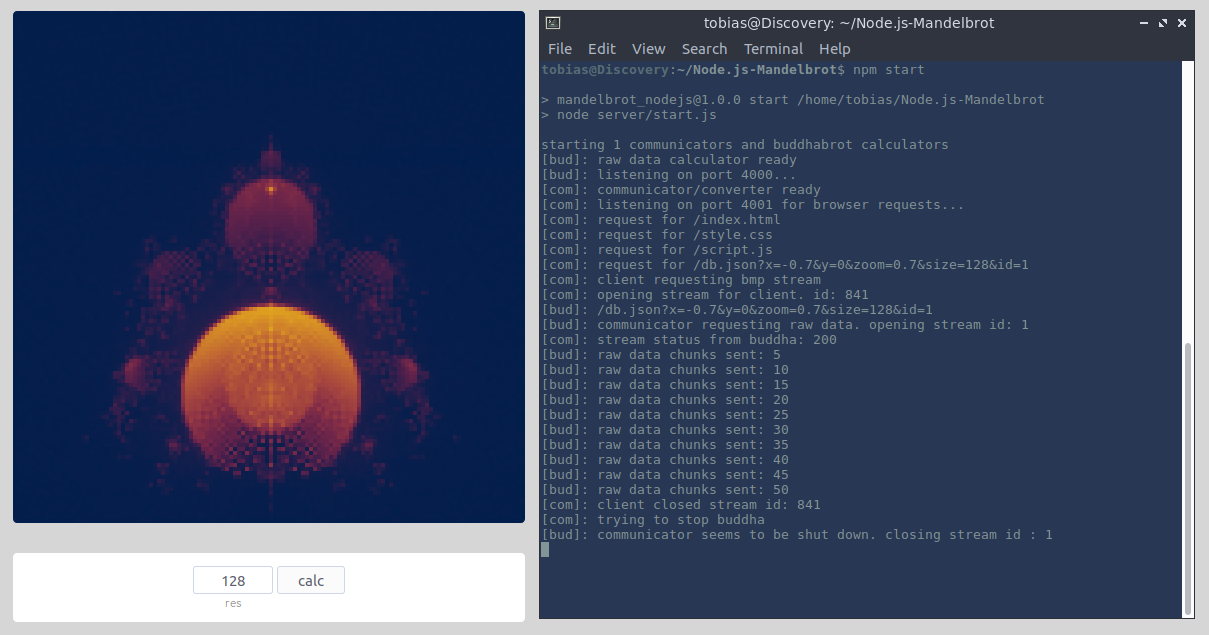 128
calc
res
tobias@Discovery: ~/Node.js-Mandelbrot
File Edit View Search Terminal Help
tobias@Discovery:~/Node.js-Mandelbrot$ npm start
> mandelbrot_nodejs@1.0.0 start /home/tobias/Node.js-Mandelbrot
> node server/start.js
starting 1 communicators and buddhabrot calculators
[bud]: raw data calculator ready
[bud]: listening on port 4000...
[com]: communicator/converter ready
[com]: listening on port 4001 for browser requests...
[com]: request for /index.html
[com]: request for /style.css
[com]: request for /script.js
[com]: request for /db.json?x=-0.7&y=0&zoom=0.7&size=128&id=1
[com]: client requesting bmp stream
[com]: opening stream for client. id: 841
[bud]: /db.json?x=-0.7&y=0&zoom=0.7&size=128&id=1
[bud]: communicator requesting raw data. opening stream id: 1
[com]: stream status from buddha: 200
[bud]: raw data chunks sent: 5
[bud]: raw data chunks sent: 10
[bud]: raw data chunks sent: 15
[bud]: raw data chunks sent: 20
[bud]: raw data chunks sent: 25
[bud]: raw data chunks sent: 30
[bud]: raw data chunks sent: 35
[bud]: raw data chunks sent: 40
[bud]: raw data chunks sent: 45
[bud]: raw data chunks sent: 50
[com]: client closed stream id: 841
[com]: trying to stop buddha
[bud]: communicator seems to be shut down. closing stream id : 1